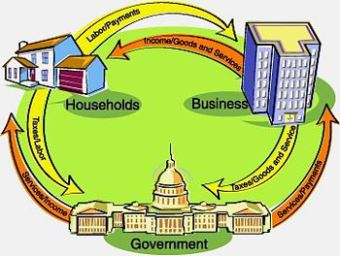 Labor/Payments
Income/Goods and Services
Households
Business
Taxes/Labor
Taxes/Goods and Service
Services/Income
Services/Payments
Government